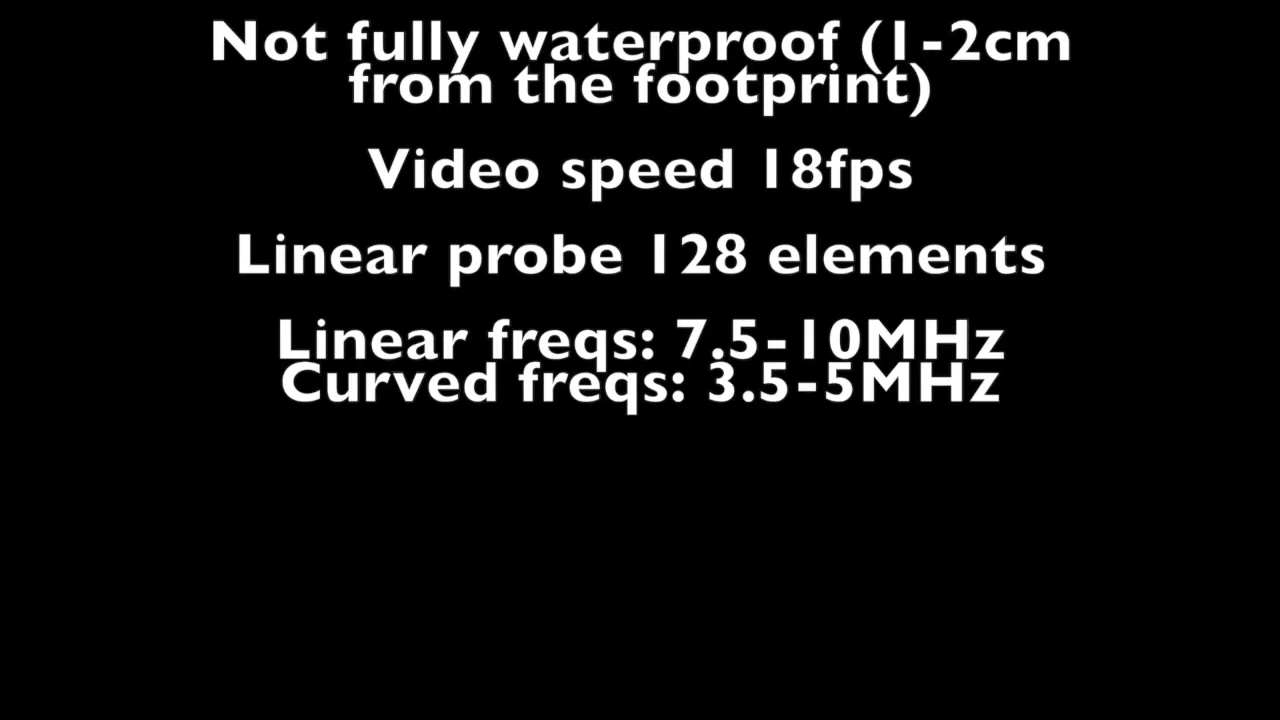 Not fully waterproof (1-2cm
from the footprint)
Video speed 18fps
Linear probe 128 elements
Linear freqs: 7.5-10MHz
Curved freqs: 3.5-5MHz